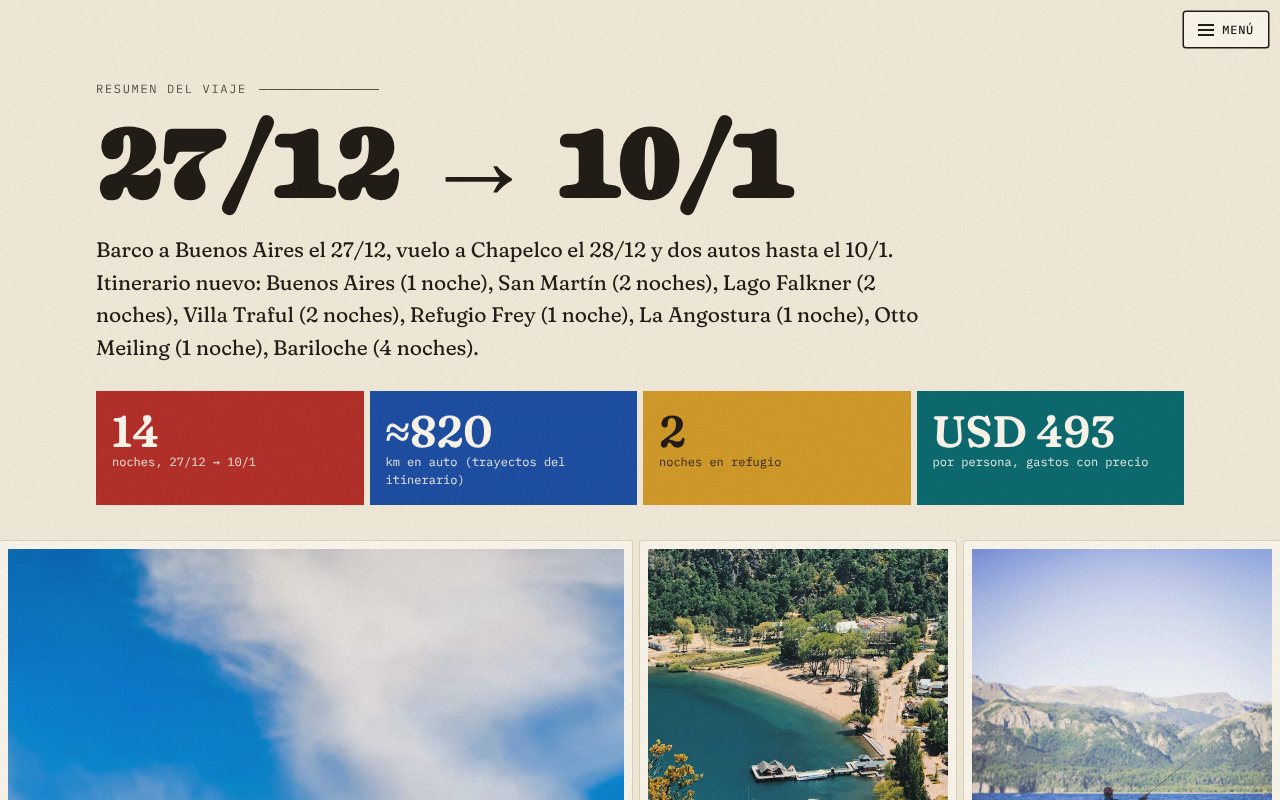 MENÚ
RESUMEN DEL VIAJE
27/12 → 10/1
Barco a Buenos Aires el 27/12, vuelo a Chapelco el 28/12 y dos autos hasta el 10/1.
Itinerario nuevo: Buenos Aires (1 noche), San Martín (2 noches), Lago Falkner (2
noches), Villa Traful (2 noches), Refugio Frey (1 noche), La Angostura (1 noche), Otto
Meiling (1 noche), Bariloche (4 noches).
14
noches, 27/12 → 10/1
≈820
km en auto (trayectos del
itinerario)
2
noches en refugio
USD 493
por persona, gastos con precio